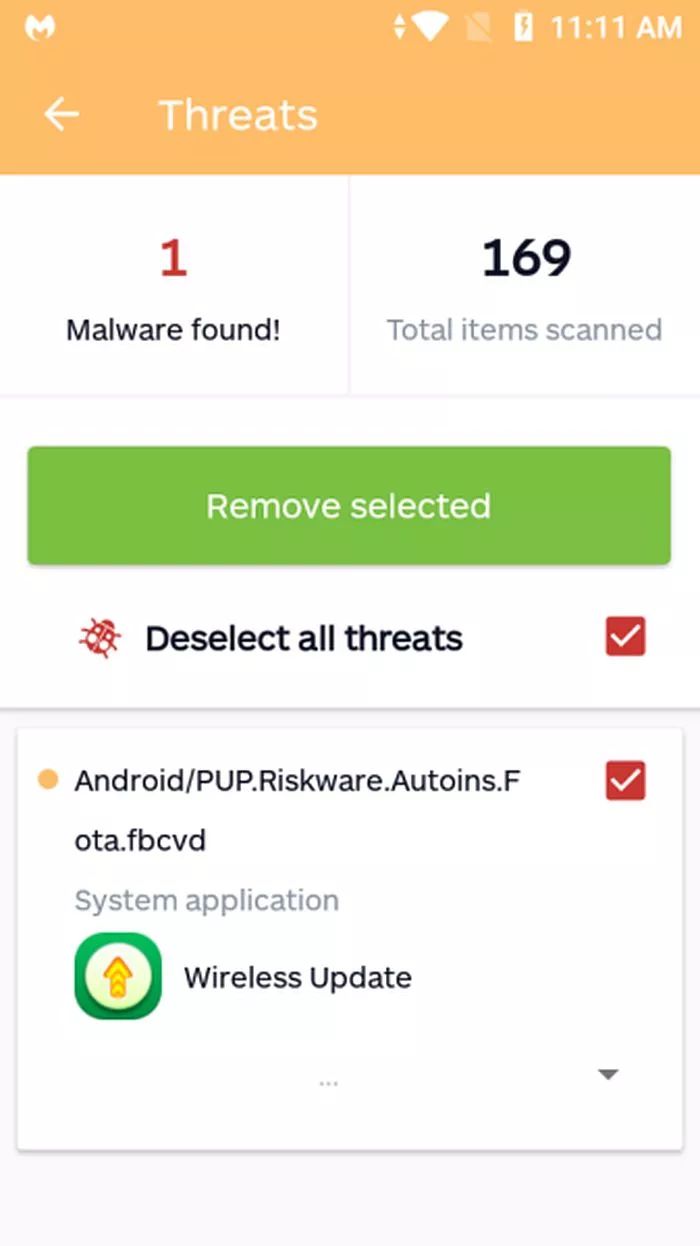 11:11 AM
Threats
1
Malware found!
169
Total items scanned
Remove selected
Deselect all threats
Android/PUP.Riskware.Autoins.F
ota.fbcvd
System application
Wireless Update
...